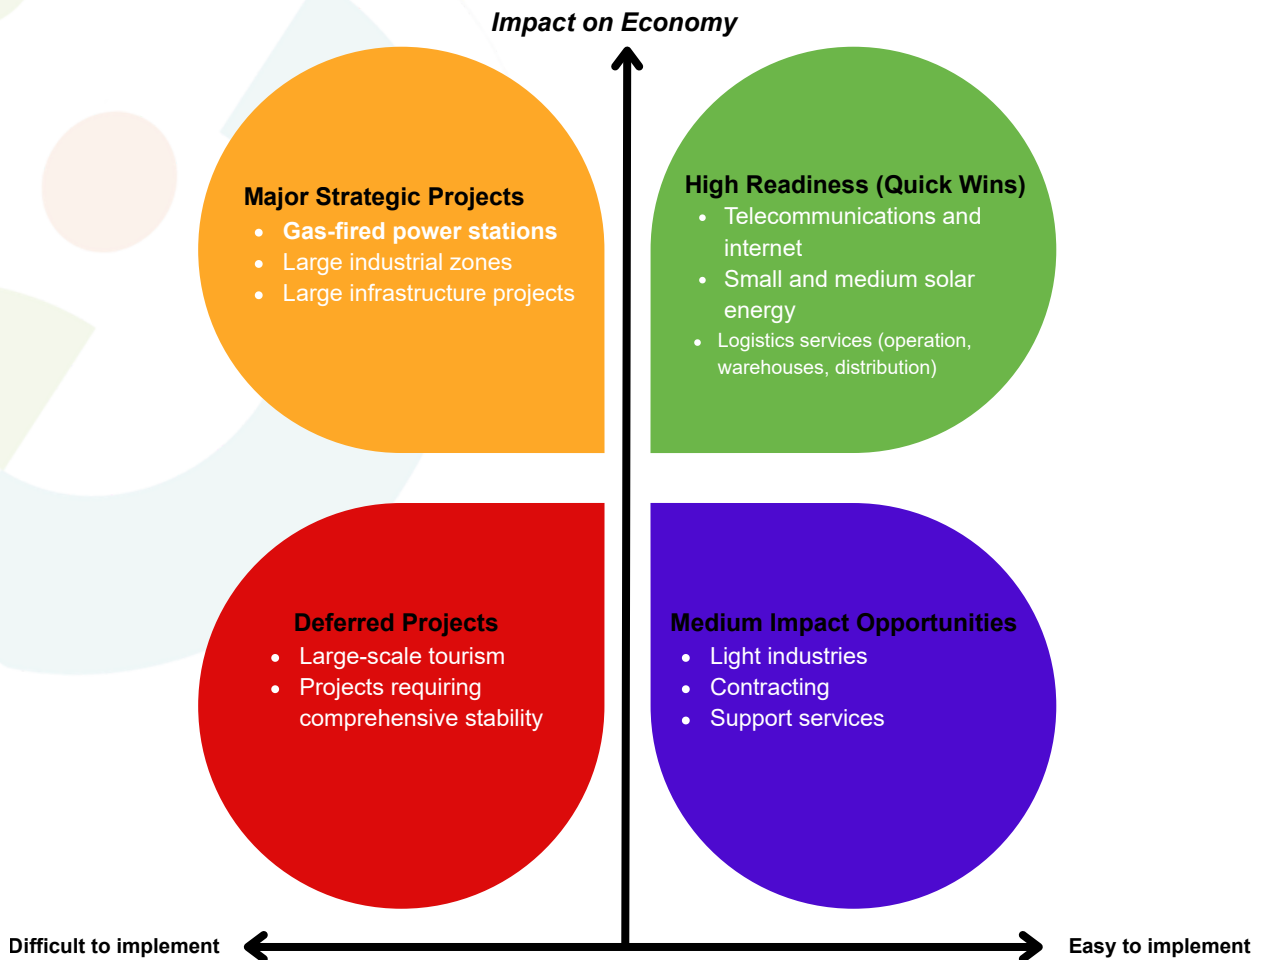 Impact on Economy
Major Strategic Projects
• Gas-fired power stations
• Large industrial zones
• Large infrastructure projects
High Readiness (Quick Wins)
• Telecommunications and
internet
• Small and medium solar
energy
• Logistics services (operation,
warehouses, distribution)
Deferred Projects
• Large-scale tourism
• Projects requiring
comprehensive stability
Medium Impact Opportunities
• Light industries
• Contracting
• Support services
Difficult to implement
Easy to implement